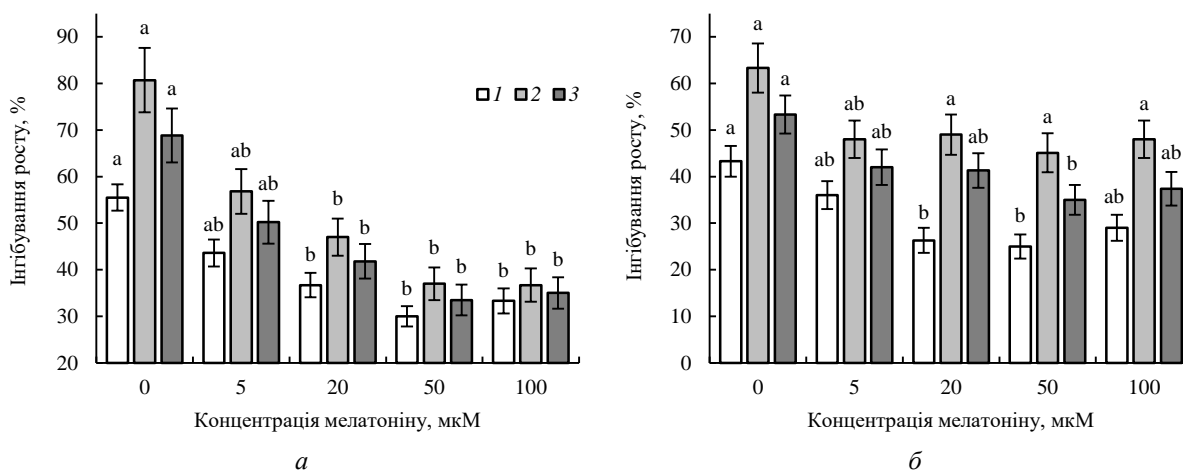 90
80
70
60
50
40
30
20
Інгібування росту, %
a
a
a
ab
ab
ab
b
b
b
b
b
b
b
b
b
1 2 3
0 5 20 50 100
Концентрація мелатоніну, мкМ
а
70
60
50
40
30
20
10
0
Інгібування росту, %
a
a
a
ab
ab
ab
b
a
ab
b
a
b
ab
a
ab
0 5 20 50 100
Концентрація мелатоніну, мкМ
б